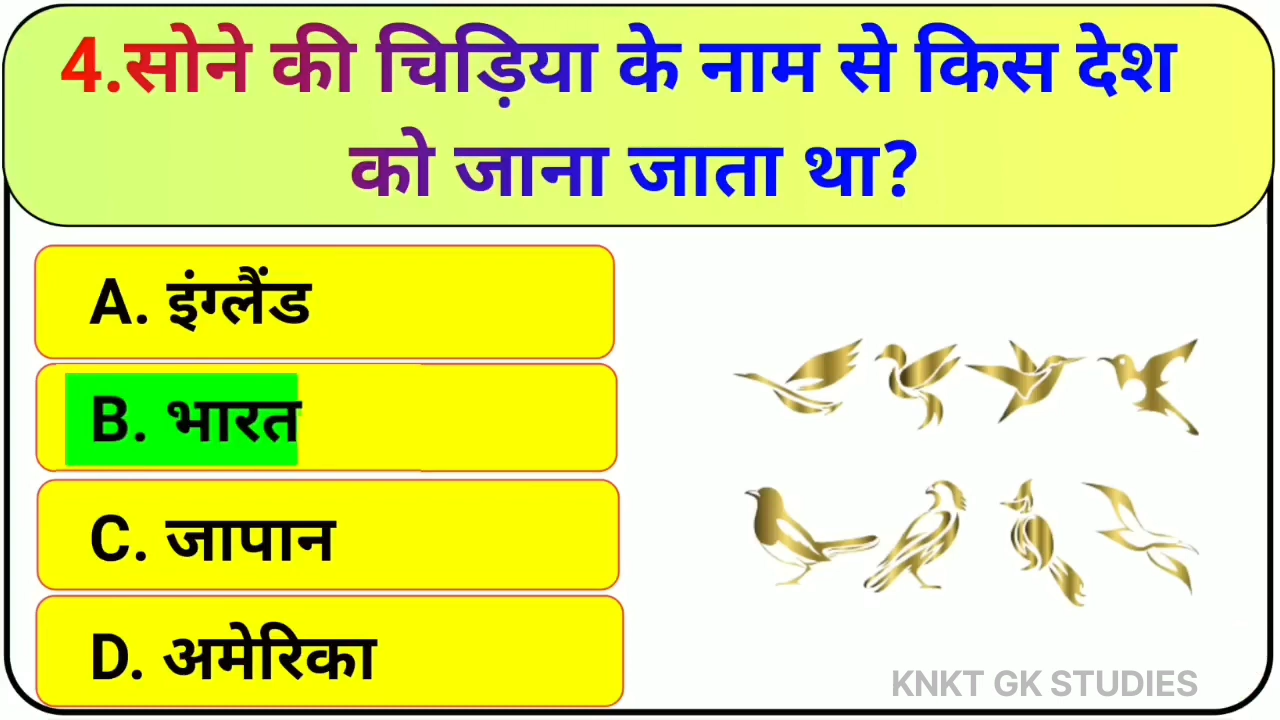 4.सोने की चिड़िया के नाम से किस देश
को जाना जाता था?
A. इंग्लैंड
B. भारत
C. जापान
D. अमेरिका
KNKT GK STUDIES